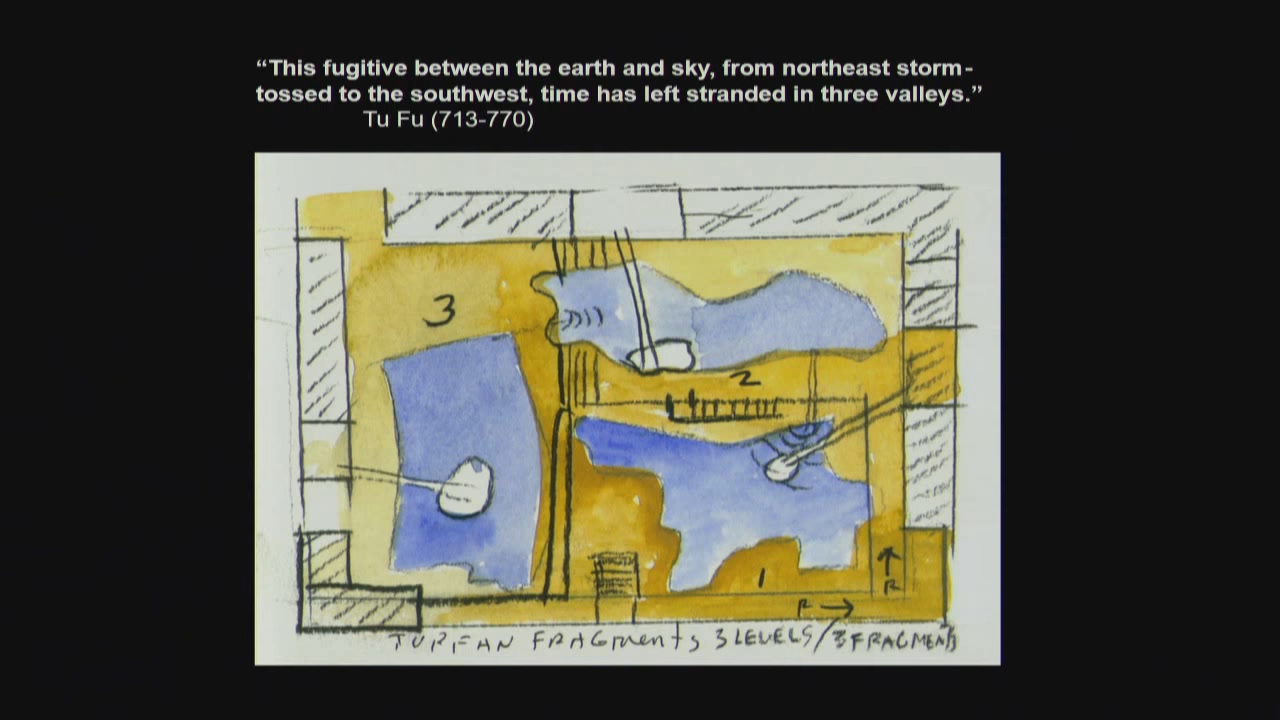 “This fugitive between the earth and sky, from northeast storm-
tossed to the southwest, time has left stranded in three valleys.”
Tu Fu (713-770)
3
2
1
R →
R
TURFAN FRAGMENTS 3 LEVELS/3 FRAGMENTS